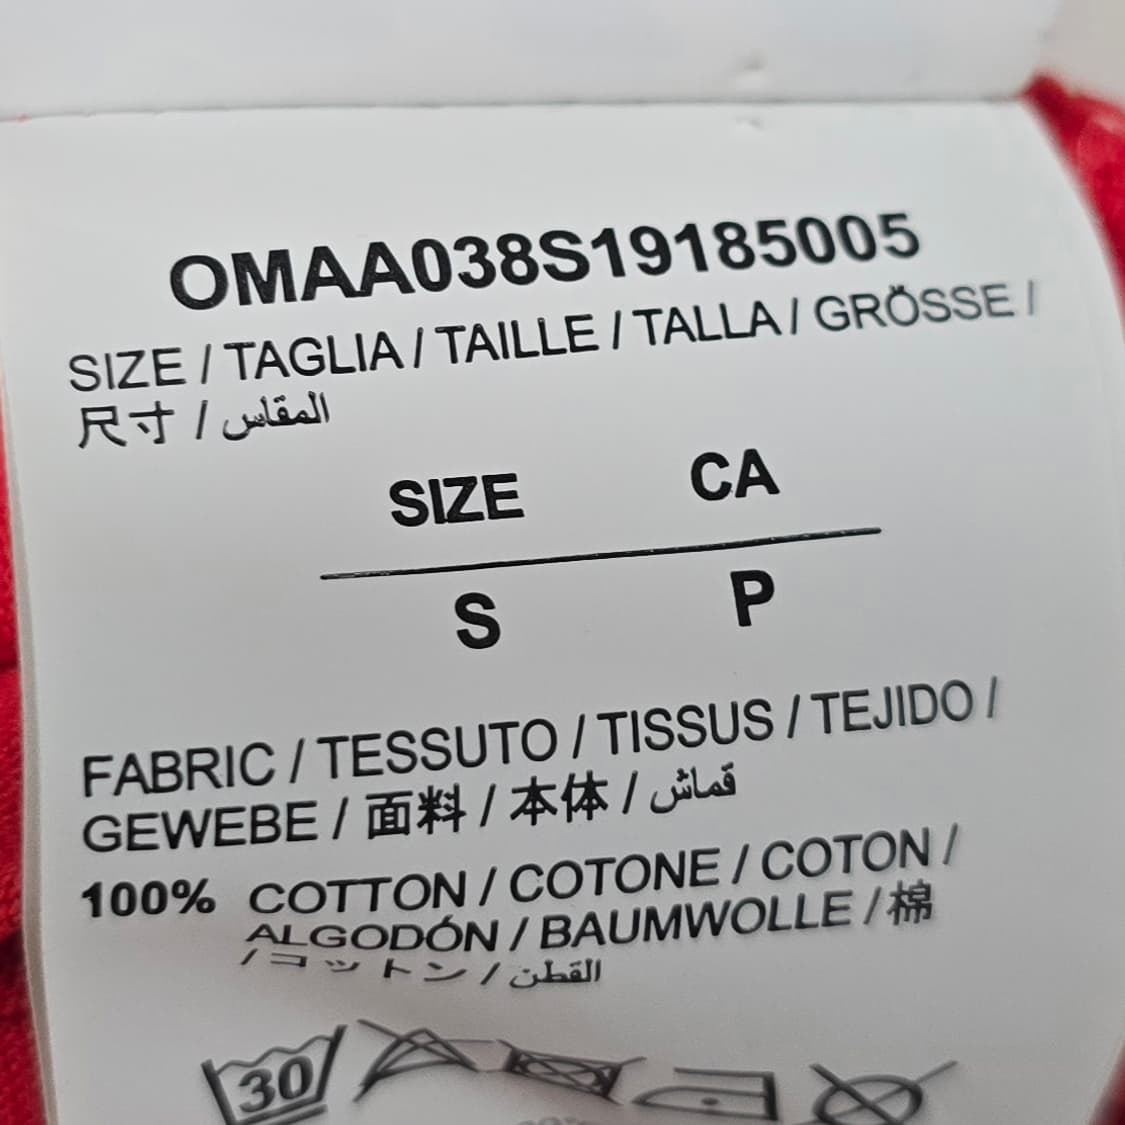 OMAA038S19185005
SIZE / TAGLIA / TAILLE / TALLA / GRÖSSE /
尺寸 / المقاس
SIZE CA
S P
FABRIC / TESSUTO / TISSUS / TEJIDO /
GEWEBE / 面料 / 本体 / قماش
100% COTTON / COTONE / COTON /
ALGODÓN / BAUMWOLLE / 棉
/ コットン / القطن
30